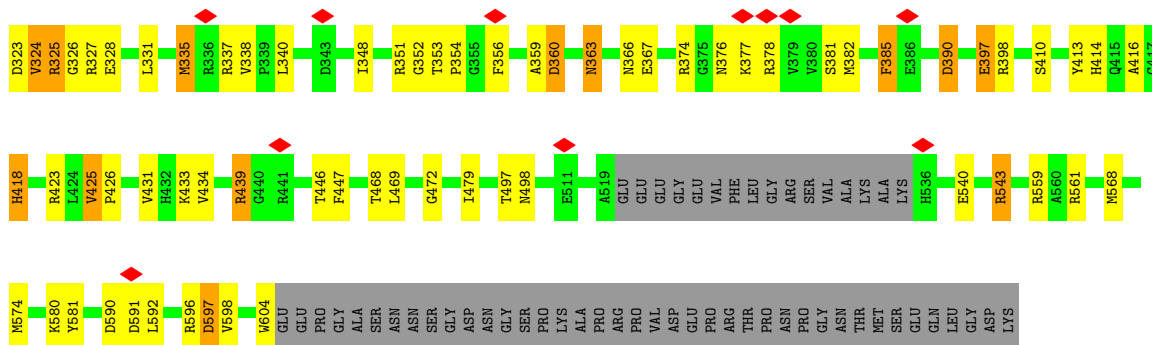 D323 V324 R325 G326 R327 E328 L331 M335 R336 R337 V338 P339 L340 D343 I348 R351 G352 T353 P354 G355 F356 A359 D360 N363 N366 E367 R374 G375 N376 K377 R378 V379 V380 S381 M382 F385 E386 D390 E397 R398 S410 Y413 H414 Q415 A416
H418 R423 L424 V425 P426 V431 H432 K433 V434 R439 G440 R441 T446 F447 T468 L469 G472 I479 T497 N498 E511 A519 GLU GLU GLU GLY GLU VAL PHE LEU GLY ARG SER VAL ALA LYS ALA LYS H536 E540 R543 R559 A560 R561 M568
M574 K580 Y581 D590 D591 L592 R596 D597 V598 W604 GLU GLU PRO GLY ALA SER ASN ASN SER GLY ASP ASN GLY SER PRO LYS ALA PRO ARG PRO VAL ASP GLU PRO ARG THR PRO ASN PRO GLY ASN THR MET SER GLU GLN LEU GLY ASP LYS